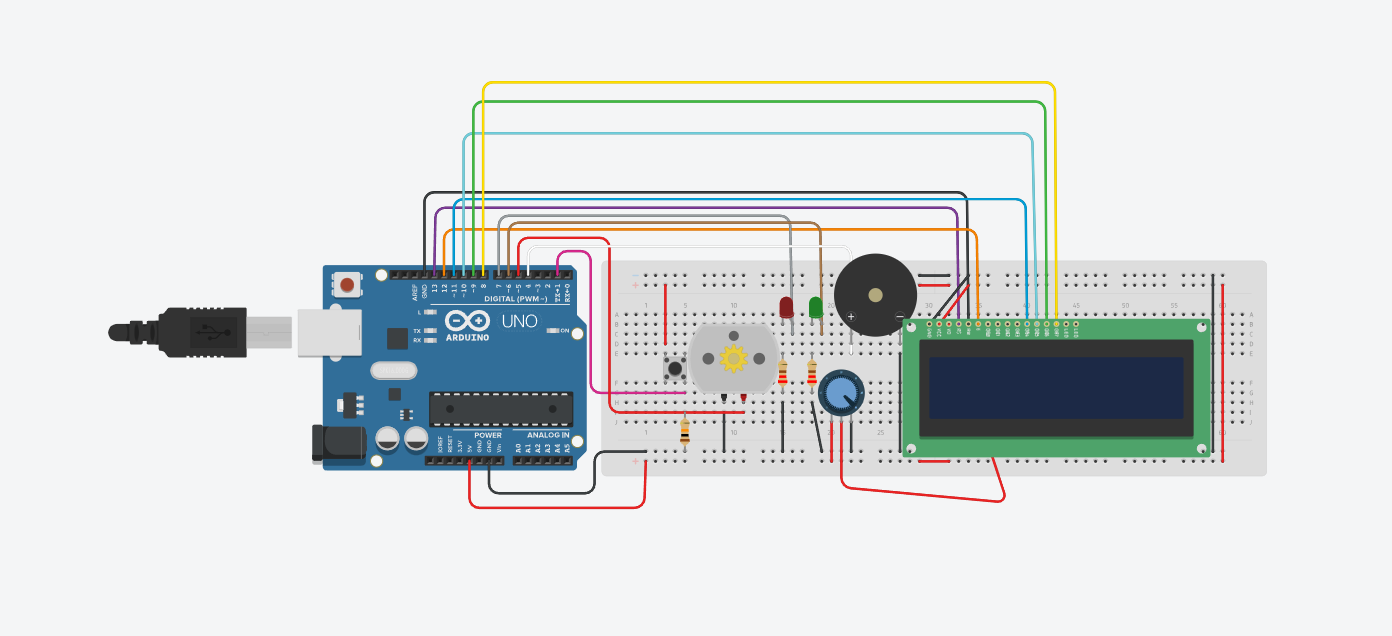 AREF
GND
13
12
~11
~10
~9
8
7
~6
~5
4
~3
2
TX→1
RX←0
DIGITAL (PWM~)
L
TX
RX
ARDUINO
UNO
ON
IOREF
RESET
3.3V
5V
GND
GND
Vin
POWER
A0
A1
A2
A3
A4
A5
ANALOG IN
1
5
10
30
35
40
45
50
55
60
A
B
C
D
E
F
G
H
I
J
A
B
C
D
E
F
G
H
I
J
1
10
25